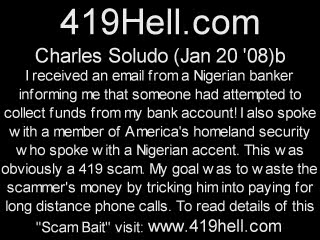 419Hell.com
Charles Soludo (Jan 20 '08)b
I received an email from a Nigerian banker
informing me that someone had attempted to
collect funds from my bank account! I also spoke
with a member of America's homeland security
who spoke with a Nigerian accent. This was
obviously a 419 scam. My goal was to waste the
scammer's money by tricking him into paying for
long distance phone calls. To read details of this
"Scam Bait" visit: www.419hell.com